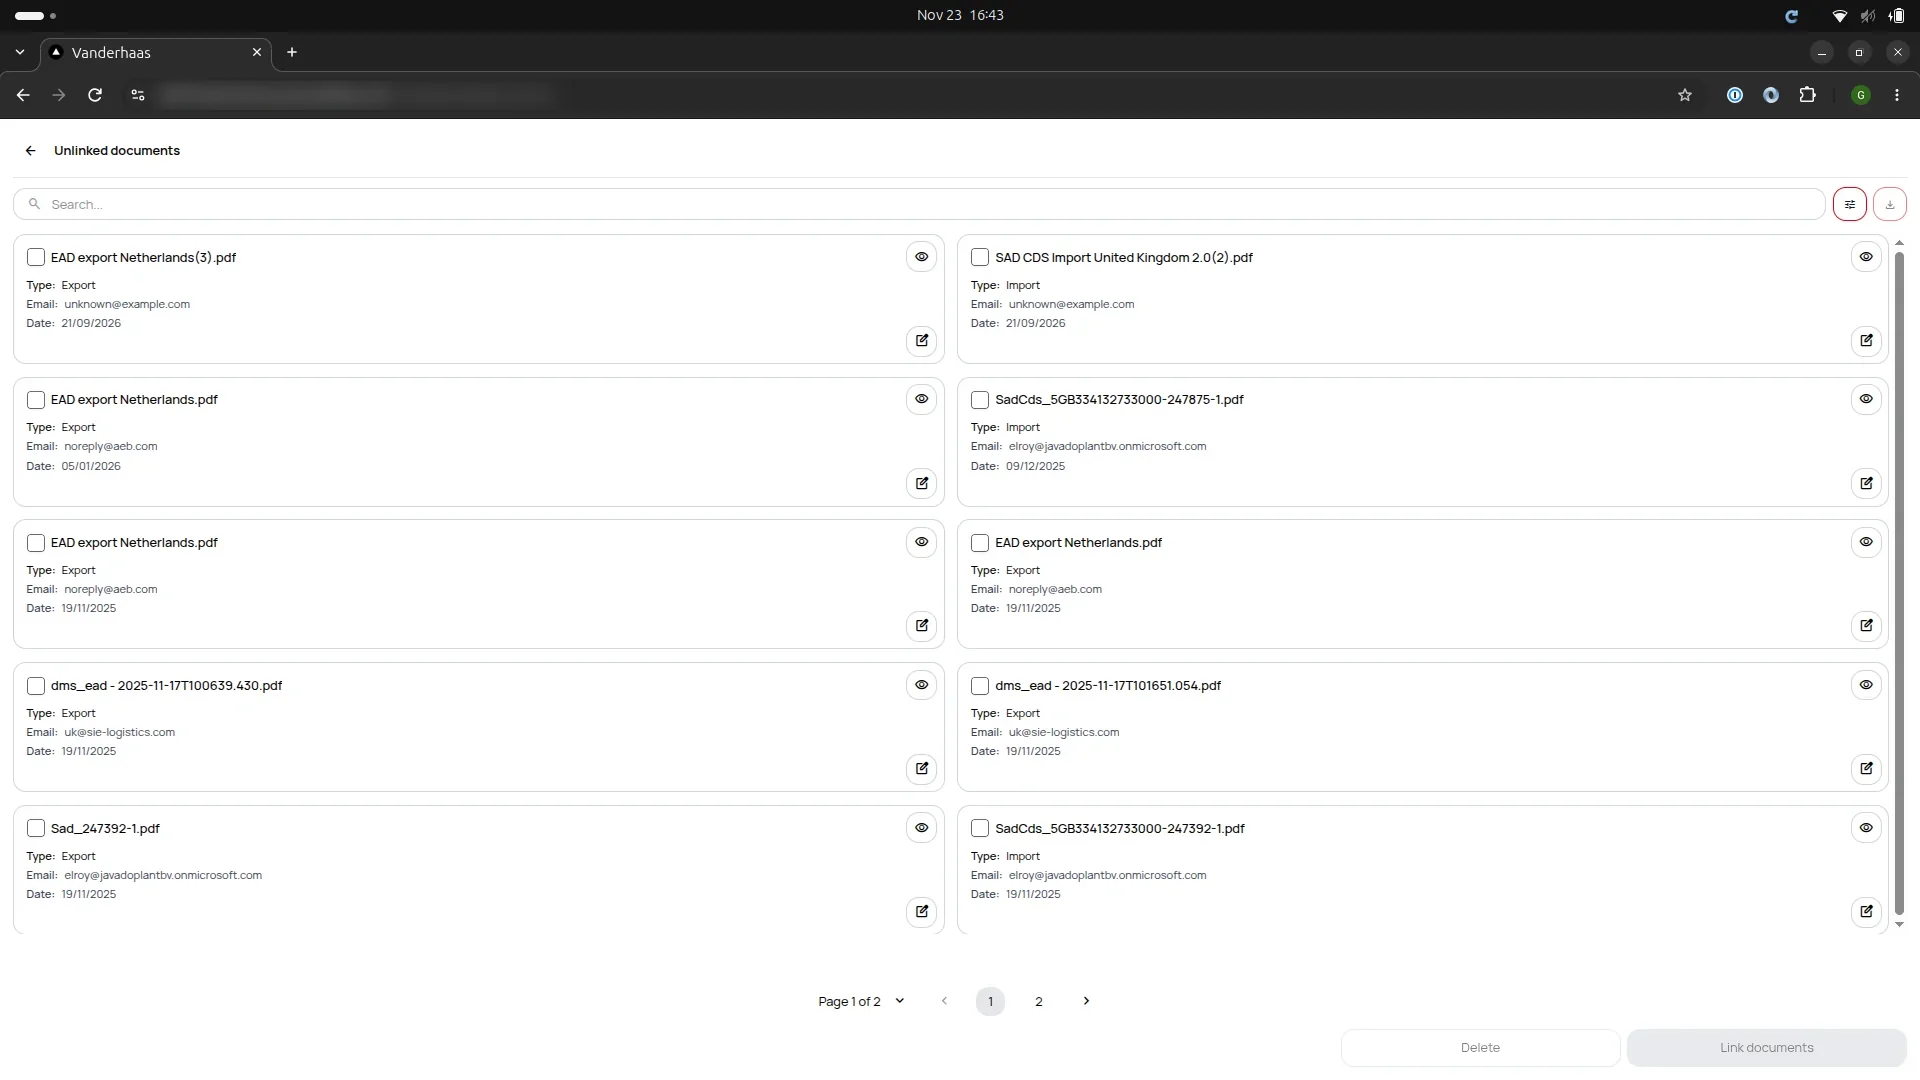 Nov 23 16:43
Vanderhaas
G
Unlinked documents
Search...
EAD export Netherlands(3).pdf
Type: Export
Email: unknown@example.com
Date: 21/09/2026
SAD CDS Import United Kingdom 2.0(2).pdf
Type: Import
Email: unknown@example.com
Date: 21/09/2026
EAD export Netherlands.pdf
Type: Export
Email: noreply@aeb.com
Date: 05/01/2026
SadCds_5GB334132733000-247875-1.pdf
Type: Import
Email: elroy@javadoplantbv.onmicrosoft.com
Date: 09/12/2025
EAD export Netherlands.pdf
Type: Export
Email: noreply@aeb.com
Date: 19/11/2025
EAD export Netherlands.pdf
Type: Export
Email: noreply@aeb.com
Date: 19/11/2025
dms_ead - 2025-11-17T100639.430.pdf
Type: Export
Email: uk@sie-logistics.com
Date: 19/11/2025
dms_ead - 2025-11-17T101651.054.pdf
Type: Export
Email: uk@sie-logistics.com
Date: 19/11/2025
Sad_247392-1.pdf
Type: Export
Email: elroy@javadoplantbv.onmicrosoft.com
Date: 19/11/2025
SadCds_5GB334132733000-247392-1.pdf
Type: Import
Email: elroy@javadoplantbv.onmicrosoft.com
Date: 19/11/2025
Page 1 of 2
1
2
Delete
Link documents